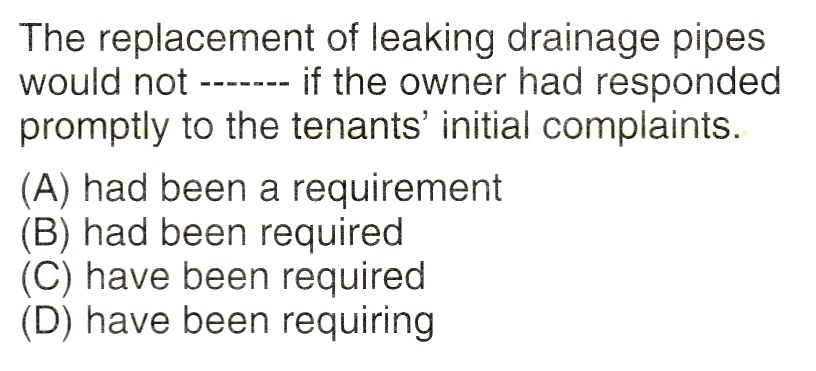 The replacement of leaking drainage pipes
would not ------- if the owner had responded
promptly to the tenants’ initial complaints.
(A) had been a requirement
(B) had been required
(C) have been required
(D) have been requiring